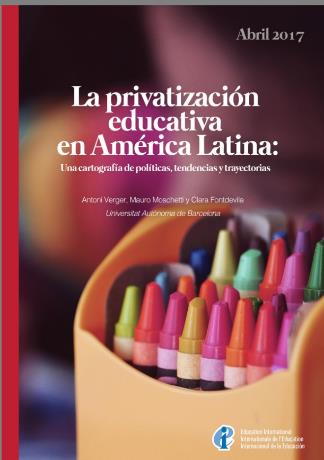 Abril 2017
La privatización
educativa
en América Latina:
Una cartografía de políticas, tendencias y trayectorias
Antoni Verger, Mauro Moschetti y Clara Fontdevila
Universitat Autònoma de Barcelona
Education International
Internationale de l'Education
Internacional de la Educación